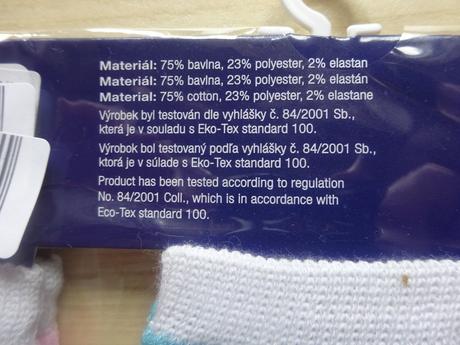 Materiál: 75% bavlna, 23% polyester, 2% elastan
Materiál: 75% bavlna, 23% polyester, 2% elastán
Material: 75% cotton, 23% polyester, 2% elastane
Výrobek byl testován dle vyhlášky č. 84/2001 Sb.,
která je v souladu s Eko-Tex standard 100.
Výrobok bol testovaný podľa vyhlášky č. 84/2001 Sb.,
ktorá je v súlade s Eko-Tex standard 100.
Product has been tested according to regulation
No. 84/2001 Coll., which is in accordance with
Eco-Tex standard 100.